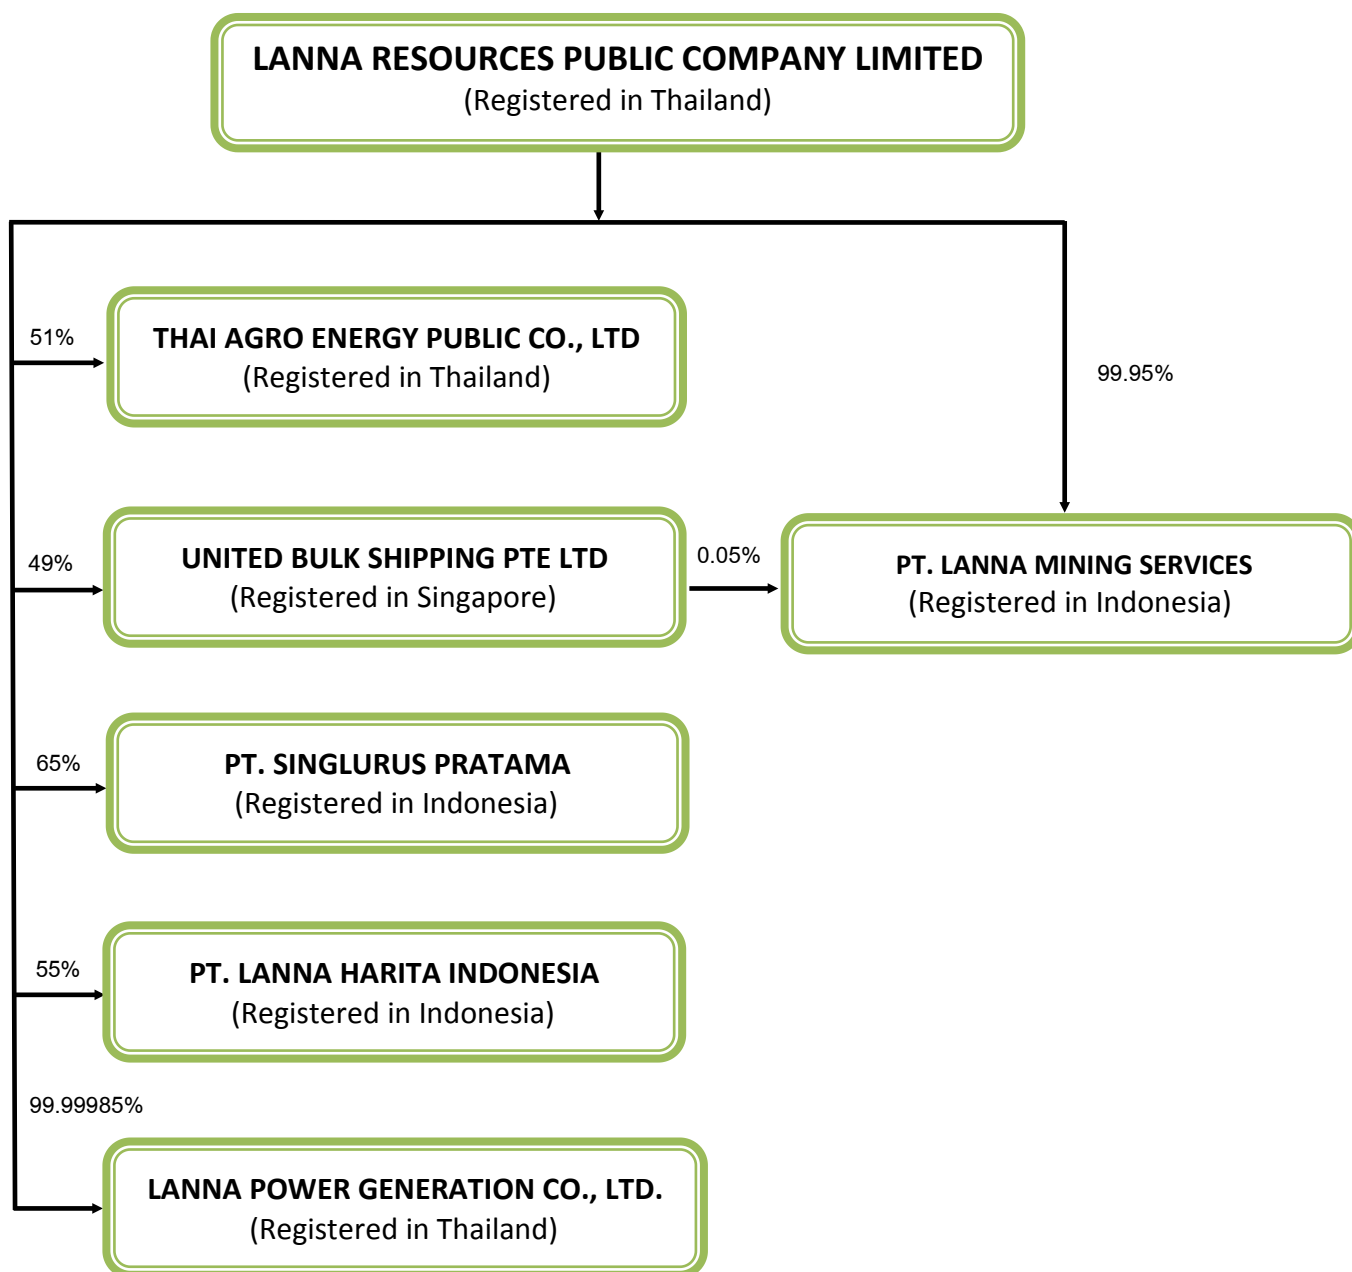 LANNA RESOURCES PUBLIC COMPANY LIMITED
(Registered in Thailand)
51%
THAI AGRO ENERGY PUBLIC CO., LTD
(Registered in Thailand)
99.95%
49%
UNITED BULK SHIPPING PTE LTD
(Registered in Singapore)
0.05%
PT. LANNA MINING SERVICES
(Registered in Indonesia)
65%
PT. SINGLURUS PRATAMA
(Registered in Indonesia)
55%
PT. LANNA HARITA INDONESIA
(Registered in Indonesia)
99.99985%
LANNA POWER GENERATION CO., LTD.
(Registered in Thailand)